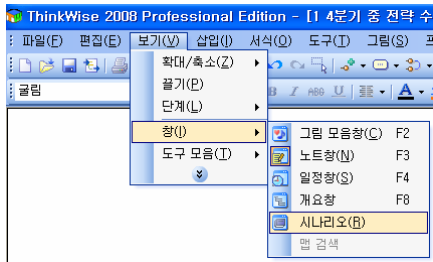 ThinkWise 2008 Professional Edition - [1 4분기 중 전략 수
파일(F) 편집(E) 보기(V) 삽입(I) 서식(O) 도구(T) 그림(S)
굴림
확대/축소(Z)
끌기(P)
단계(L)
창(I)
도구 모음(T)
그림 모음창(C) F2
노트창(N) F3
일정창(S) F4
개요창 F8
시나리오(R)
맵 검색